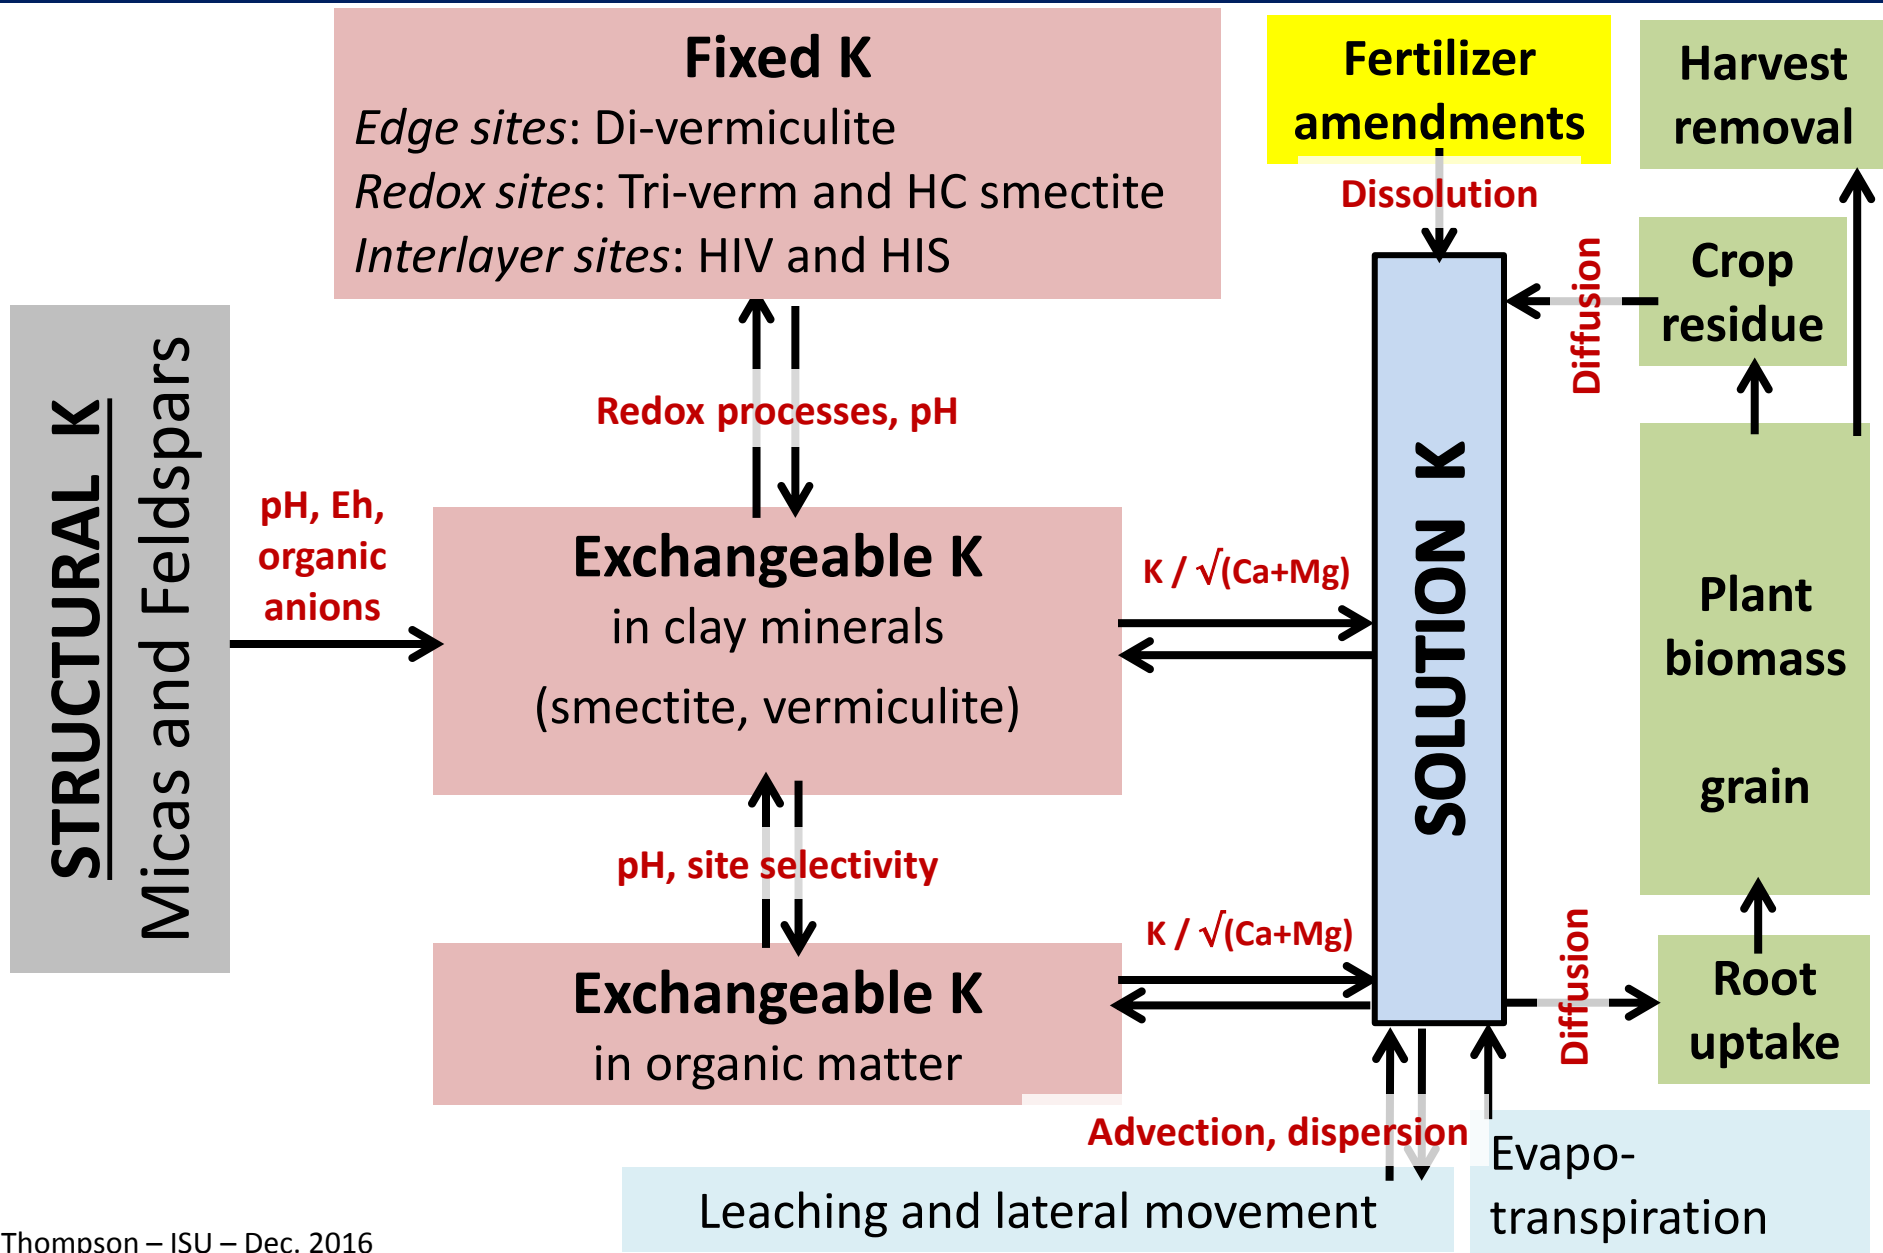 Fixed K
Edge sites: Di-vermiculite
Redox sites: Tri-verm and HC smectite
Interlayer sites: HIV and HIS
Fertilizer
amendments
Harvest
removal
Dissolution
Crop
residue
Diffusion
STRUCTURAL K
Micas and Feldspars
Redox processes, pH
pH, Eh,
organic
anions
Exchangeable K
in clay minerals
(smectite, vermiculite)
K / √(Ca+Mg)
SOLUTION K
Plant
biomass
grain
pH, site selectivity
K / √(Ca+Mg)
Exchangeable K
in organic matter
Diffusion
Root
uptake
Advection, dispersion
Leaching and lateral movement
Evapo-
transpiration
Thompson – ISU – Dec. 2016